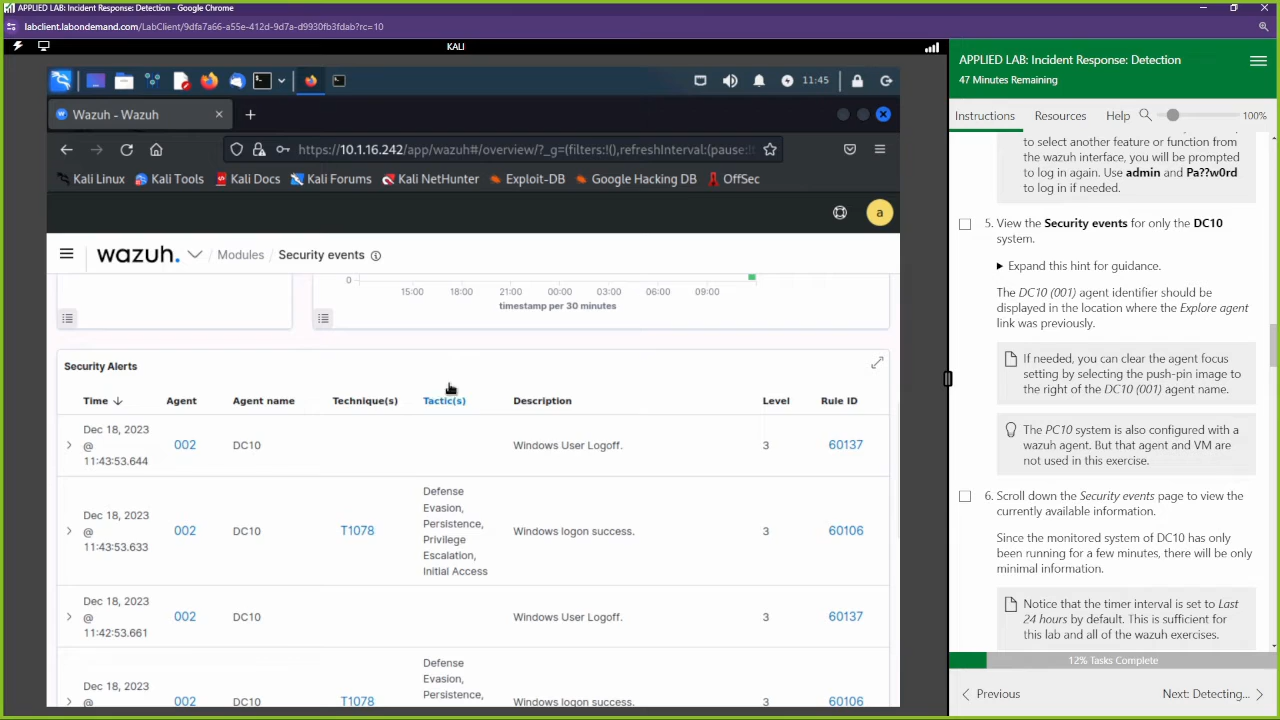 APPLIED LAB: Incident Response: Detection - Google Chrome
labclient.labondemand.com/LabClient/9dfa7a66-a55e-412d-9d7a-d9930fb3fdab?rc=10
KALI
11:45
Wazuh - Wazuh
https://10.1.16.242/app/wazuh#/overview/?_g=(filters:!(),refreshInterval:(pause:!
Kali Linux
Kali Tools
Kali Docs
Kali Forums
Kali NetHunter
Exploit-DB
Google Hacking DB
OffSec
a
wazuh. / Modules / Security events
0
15:00 18:00 21:00 00:00 03:00 06:00 09:00
timestamp per 30 minutes
Security Alerts
Time Agent Agent name Technique(s) Tactic(s) Description Level Rule ID
Dec 18, 2023
@
11:43:53.644
002 DC10 Windows User Logoff. 3 60137
Dec 18, 2023
@
11:43:53.633
002 DC10 T1078
Defense
Evasion,
Persistence,
Privilege
Escalation,
Initial Access
Windows logon success. 3 60106
Dec 18, 2023
@
11:42:53.661
002 DC10 Windows User Logoff. 3 60137
Dec 18, 2023
@
002 DC10 T1078
Defense
Evasion,
Persistence,
Windows logon success. 3 60106
APPLIED LAB: Incident Response: Detection
47 Minutes Remaining
Instructions Resources Help 100%
to select another feature or function from
the wazuh interface, you will be prompted
to log in again. Use admin and Pa??w0rd
to log in if needed.
5. View the Security events for only the DC10
system.
Expand this hint for guidance.
The DC10 (001) agent identifier should be
displayed in the location where the Explore agent
link was previously.
If needed, you can clear the agent focus
setting by selecting the push-pin image to
the right of the DC10 (001) agent name.
The PC10 system is also configured with a
wazuh agent. But that agent and VM are
not used in this exercise.
6. Scroll down the Security events page to view the
currently available information.
Since the monitored system of DC10 has only
been running for a few minutes, there will be only
minimal information.
Notice that the timer interval is set to Last
24 hours by default. This is sufficient for
this lab and all of the wazuh exercises.
12% Tasks Complete
Previous
Next: Detecting...